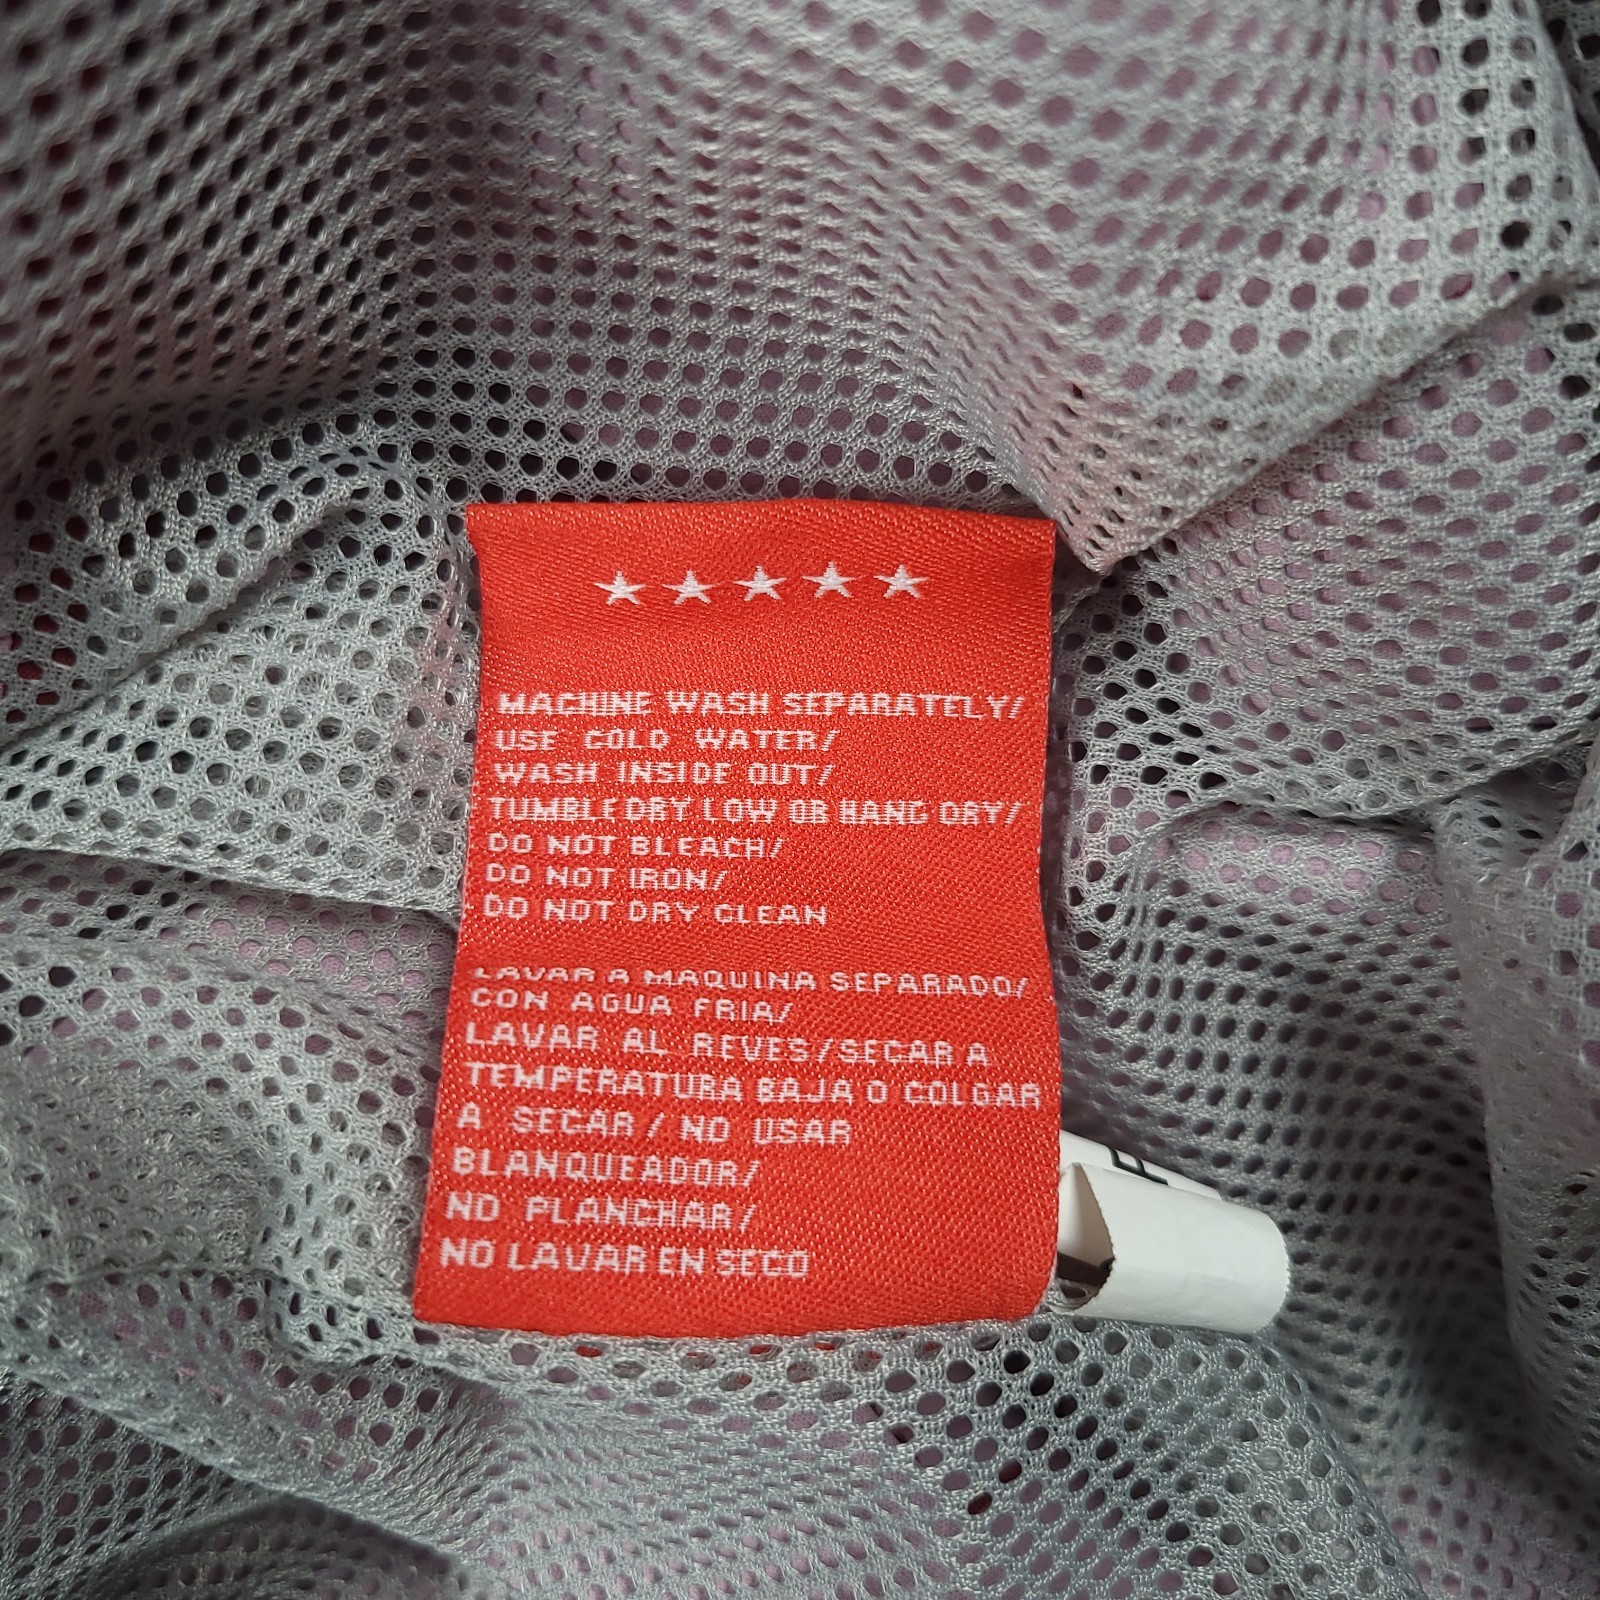 MACHINE WASH SEPARATELY/
USE COLD WATER/
WASH INSIDE OUT/
TUMBLE DRY LOW OR HANG DRY/
DO NOT BLEACH/
DO NOT IRON/
DO NOT DRY CLEAN
LAVAR A MAQUINA SEPARADO/
CON AGUA FRIA/
LAVAR AL REVES/SECAR A
TEMPERATURA BAJA O COLGAR
A SECAR / NO USAR
BLANQUEADOR/
NO PLANCHAR/
NO LAVAR EN SECO